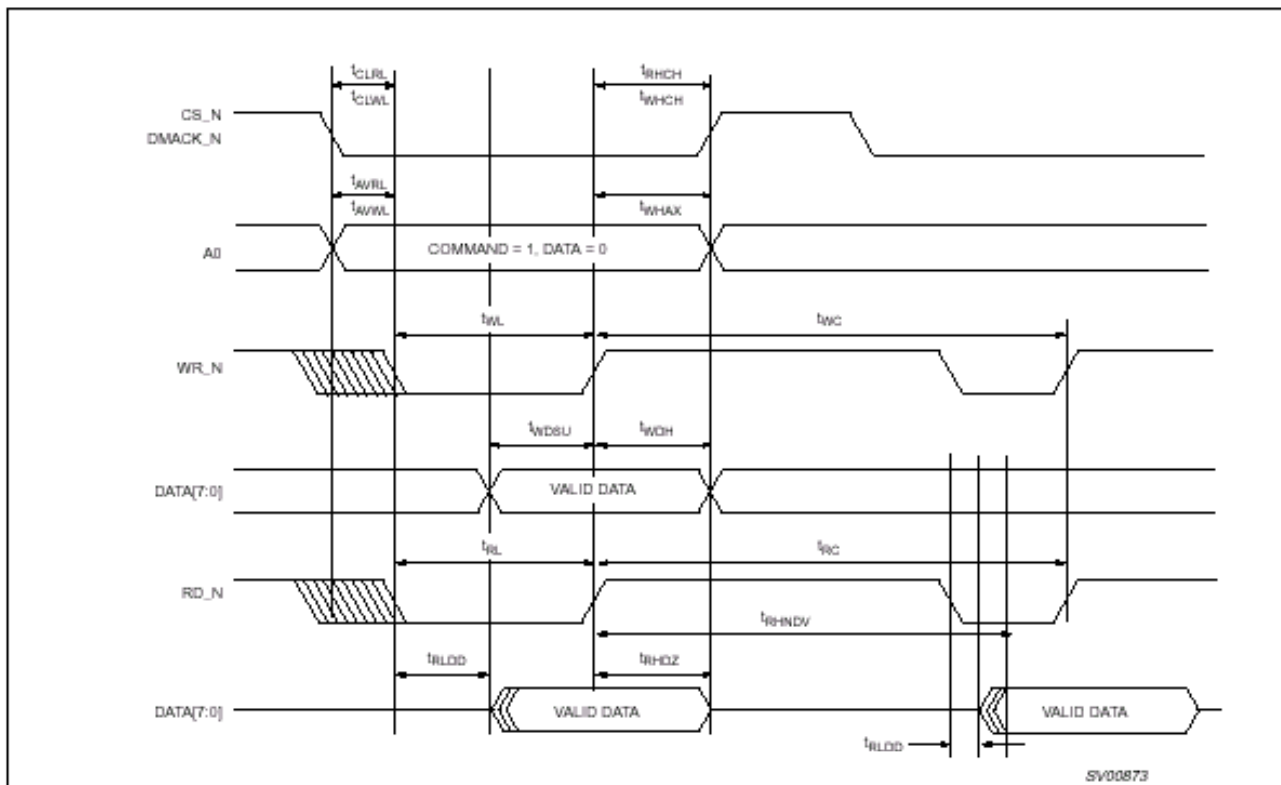 tCLRL tRHCH
CS_N tCLWL tWHCH
DMACK_N
tAVRL
tAVWL tWHAX
A0 COMMAND = 1, DATA = 0
tWL tWC
WR_N
tWDSU tWDH
DATA[7:0] VALID DATA
tRL tRC
RD_N
tRHNDV
tRLDD tRHDZ
DATA[7:0] VALID DATA VALID DATA
tRLDD
SV00873